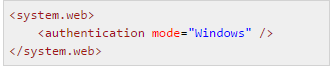 <system.web>
    <authentication mode="Windows" />
</system.web>